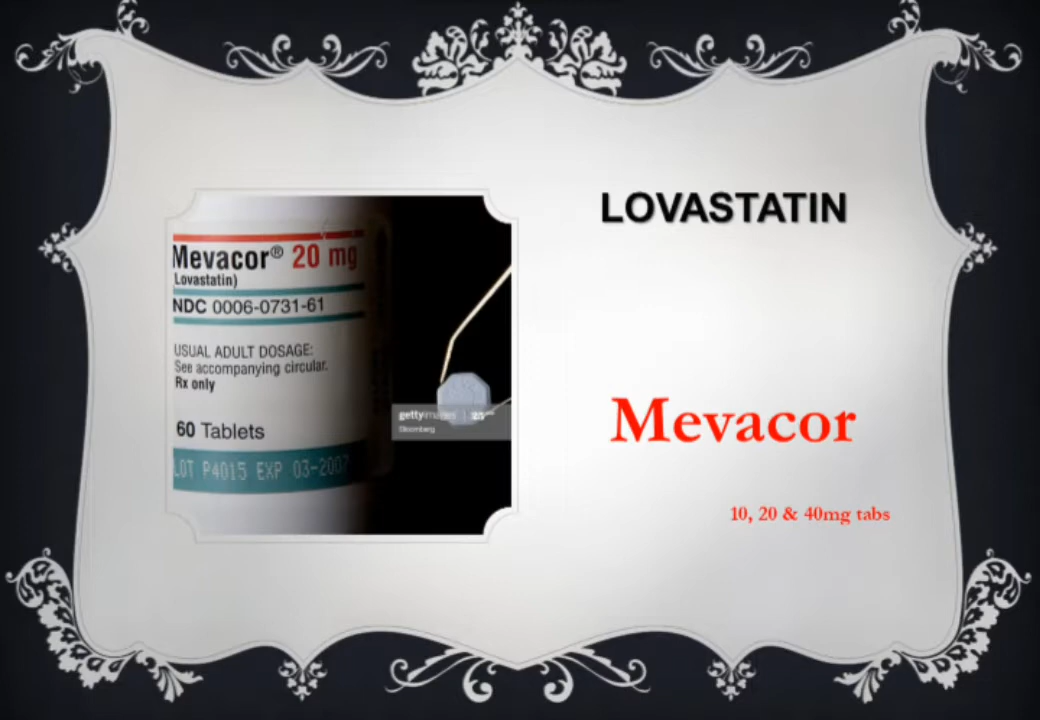 LOVASTATIN
Mevacor® 20 mg
(Lovastatin)
NDC 0006-0731-61
USUAL ADULT DOSAGE:
See accompanying circular.
Rx only
60 Tablets
LOT P4015 EXP 03-2007
gettyimages
Bloomberg
Mevacor
10, 20 & 40mg tabs